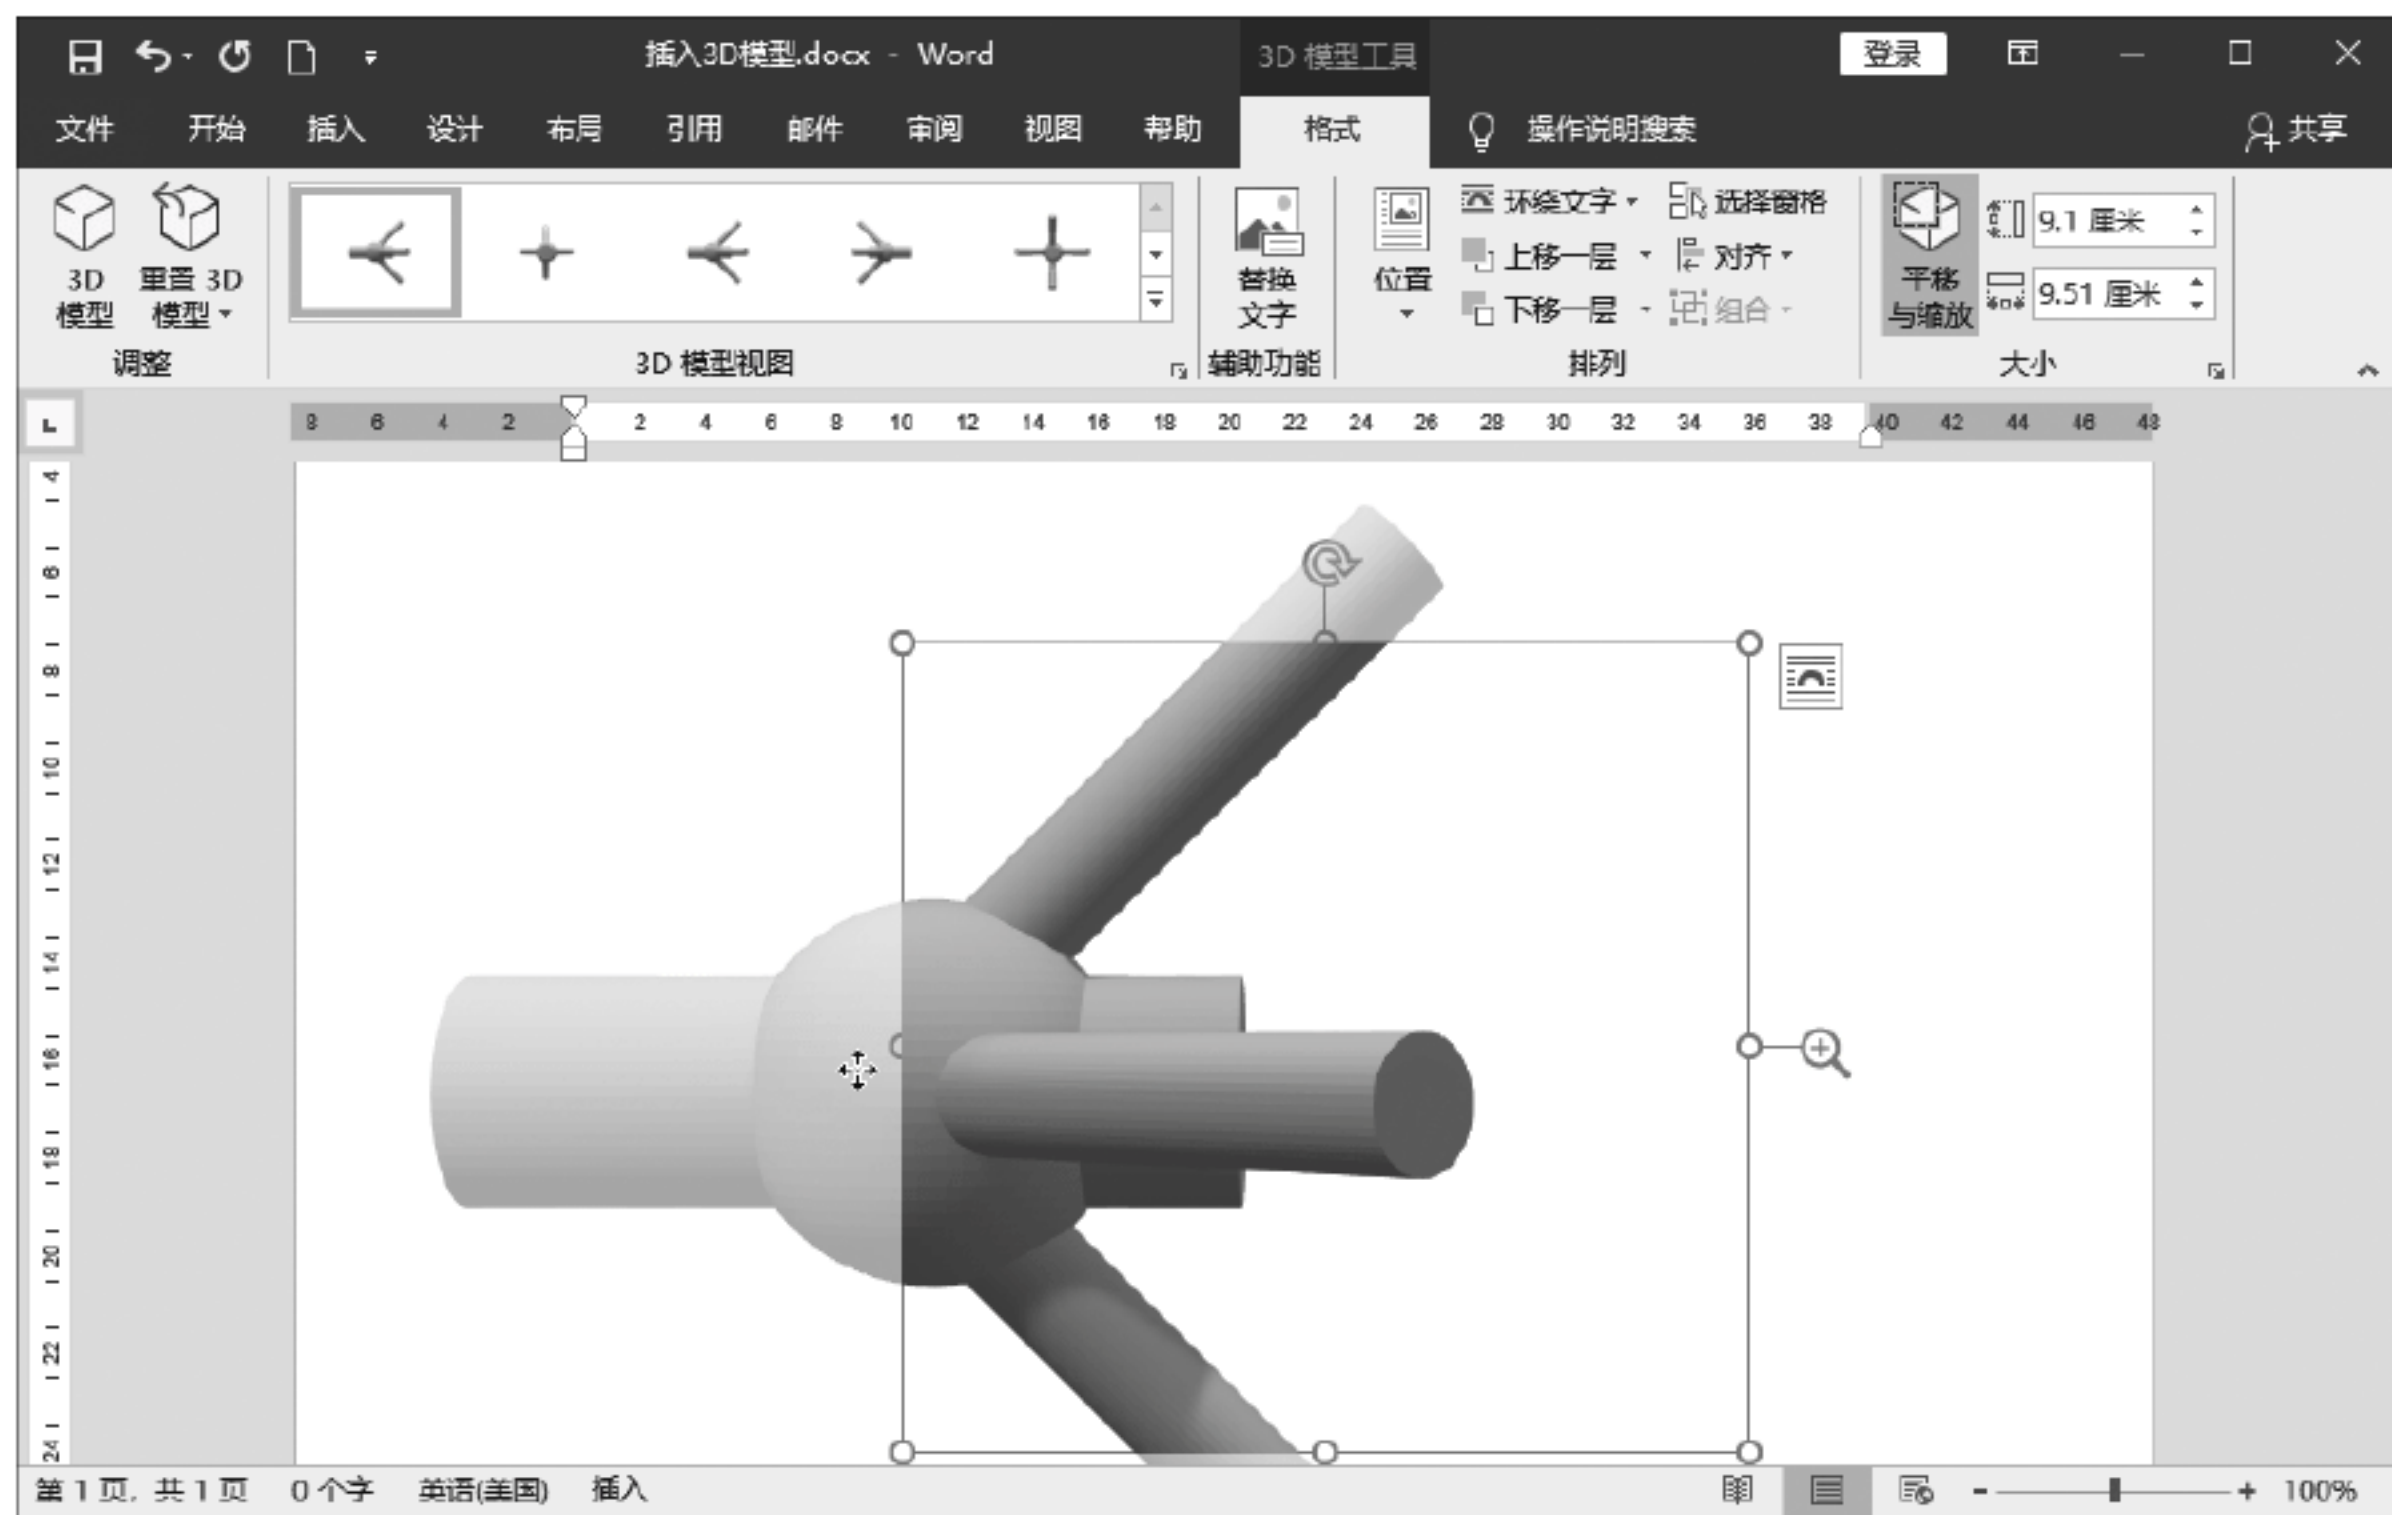 插入3D模型.docx - Word
3D 模型工具
登录
文件 开始 插入 设计 布局 引用 邮件 审阅 视图 帮助 格式 操作说明搜索 共享
3D
模型
重置 3D
模型
调整
3D 模型视图
替换
文字
辅助功能
位置
环绕文字
上移一层
下移一层
选择窗格
对齐
组合
排列
平移
与缩放
9.1 厘米
9.51 厘米
大小
L
8 6 4 2 2 4 6 8 10 12 14 16 18 20 22 24 26 28 30 32 34 36 38 40 42 44 46 48
4
6
8
10
12
14
16
18
20
22
24
第 1 页, 共 1 页 0 个字 英语(美国) 插入 100%